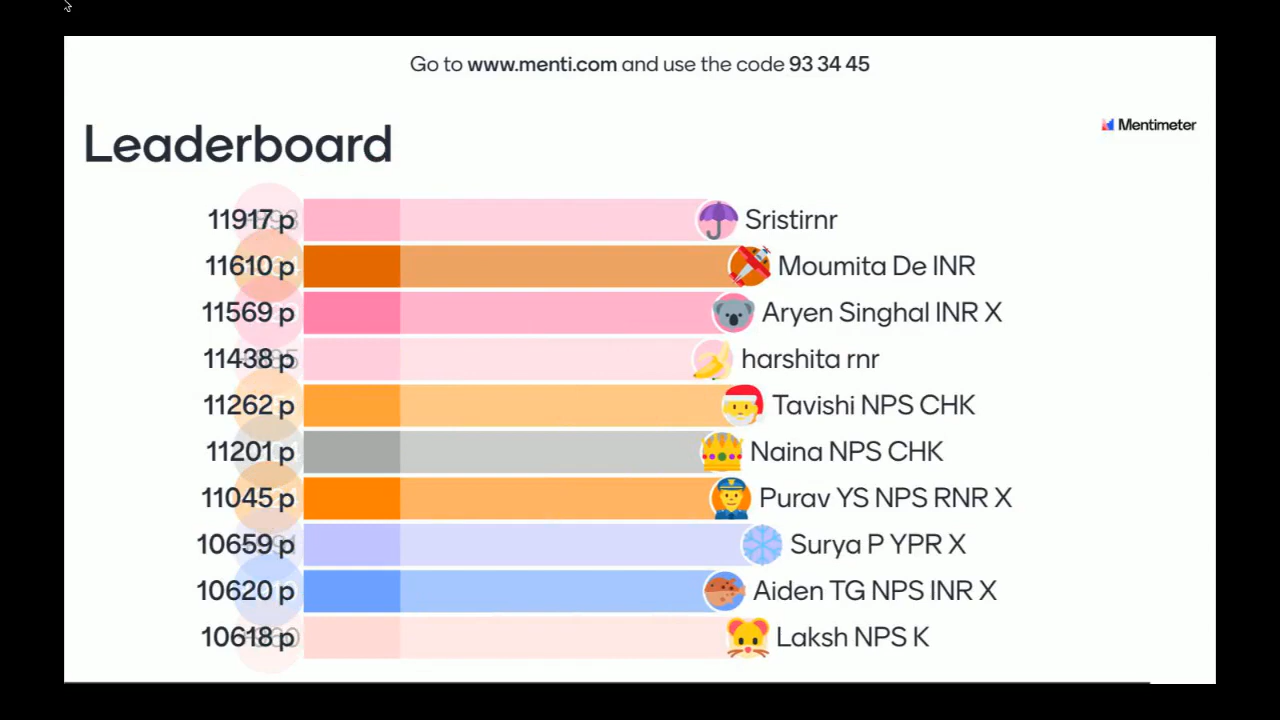 Go to www.menti.com and use the code 93 34 45
Mentimeter
Leaderboard
11917 p Sristirnr
11610 p Moumita De INR
11569 p Aryen Singhal INR X
11438 p harshita rnr
11262 p Tavishi NPS CHK
11201 p Naina NPS CHK
11045 p Purav YS NPS RNR X
10659 p Surya P YPR X
10620 p Aiden TG NPS INR X
10618 p Laksh NPS K